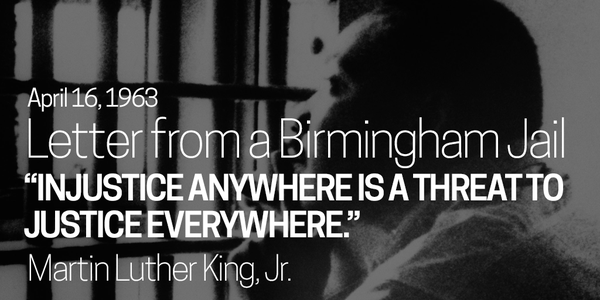 April 16, 1963
Letter from a Birmingham Jail
“INJUSTICE ANYWHERE IS A THREAT TO
JUSTICE EVERYWHERE.”
Martin Luther King, Jr.